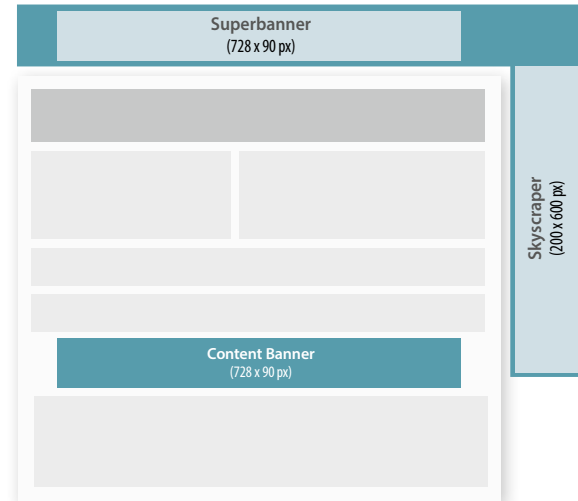 Superbanner
(728 x 90 px)
Skyscraper
(200 x 600 px)
Content Banner
(728 x 90 px)